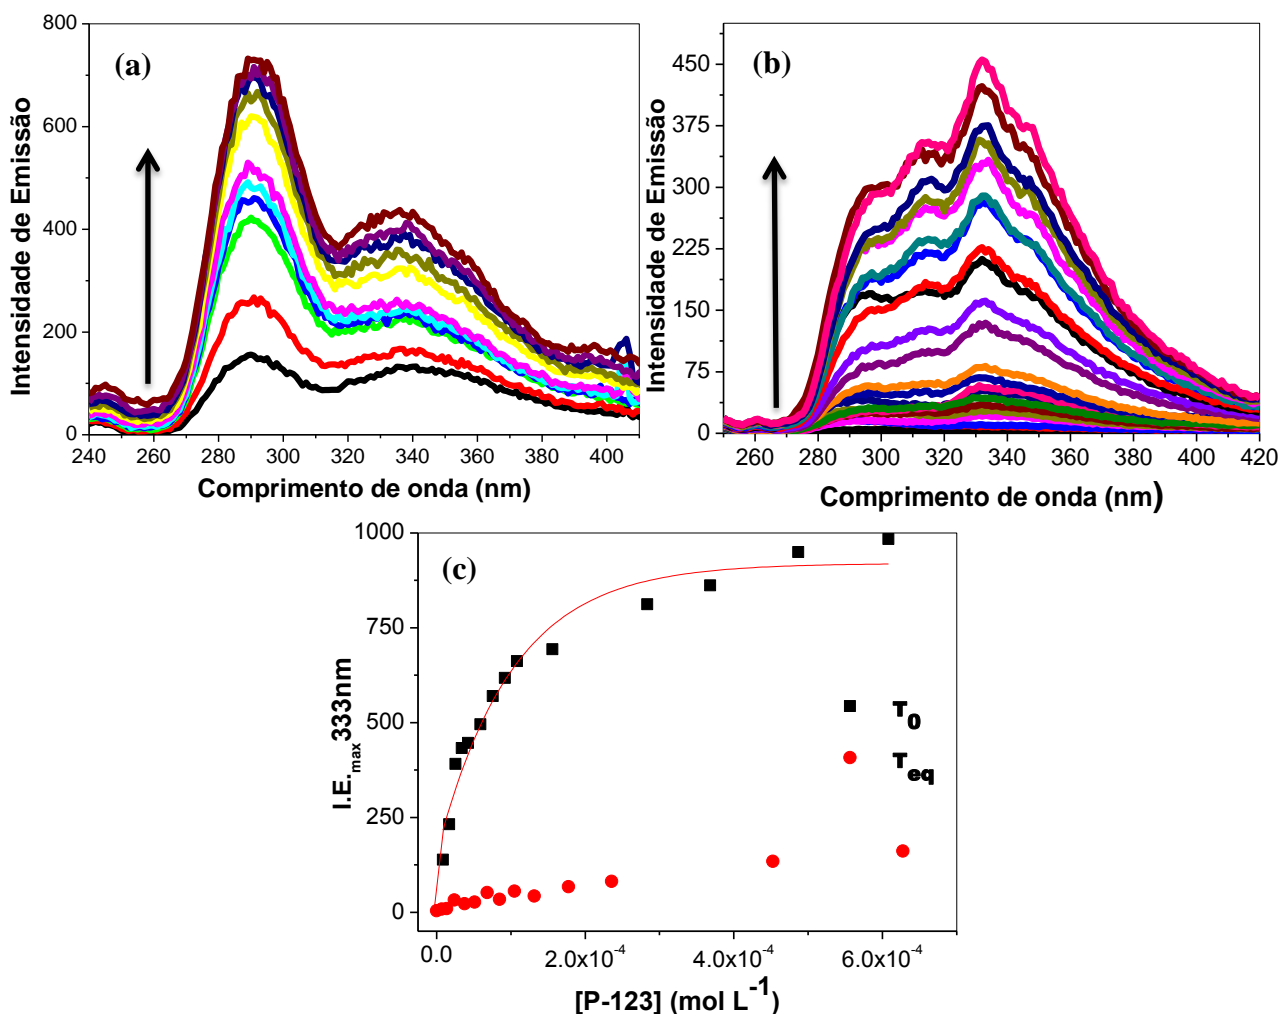 (a)
Intensidade de Emissão
800
600
400
200
0
240 260 280 300 320 340 360 380 400
Comprimento de onda (nm)
(b)
Intensidade de Emissão
450
375
300
225
150
75
0
260 280 300 320 340 360 380 400 420
Comprimento de onda (nm)
(c)
I.E.max333nm
1000
750
500
250
0
T0
Teq
0.0 2.0x10-4 4.0x10-4 6.0x10-4
[P-123] (mol L-1)